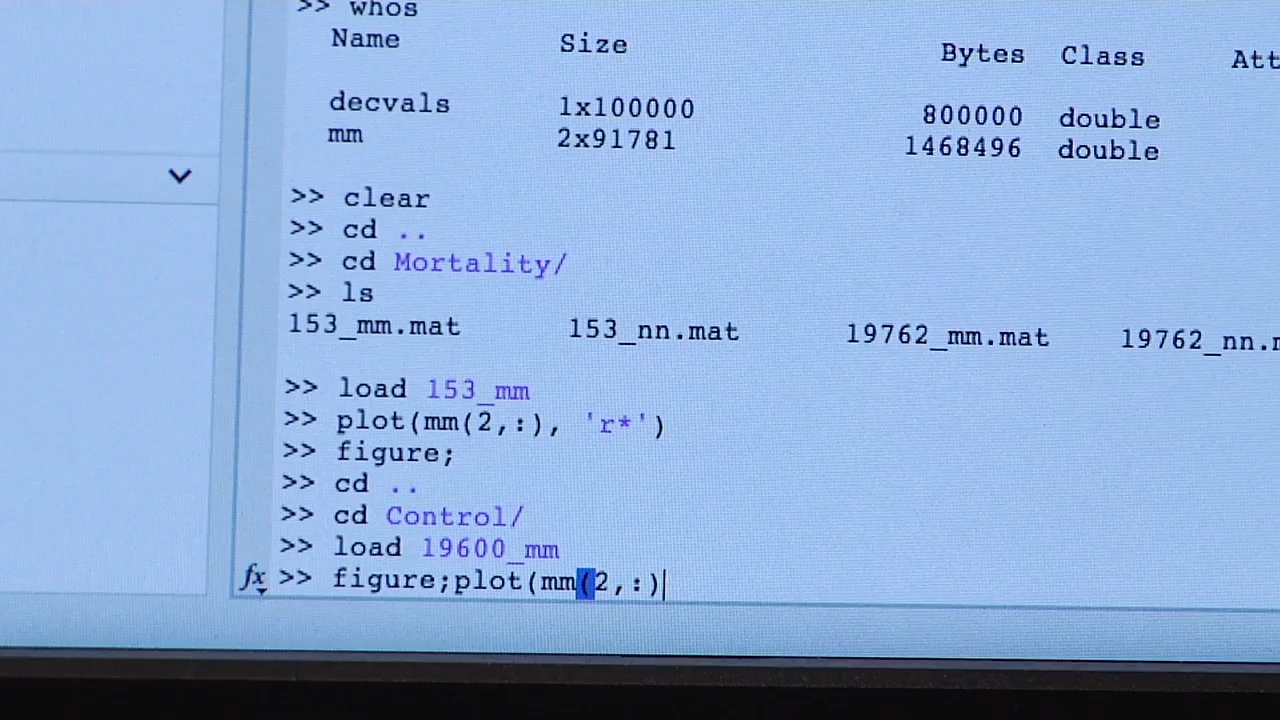 >> whos
Name Size Bytes Class Att
decvals 1x100000 800000 double
mm 2x91781 1468496 double
>> clear
>> cd ..
>> cd Mortality/
>> ls
153_mm.mat 153_nn.mat 19762_mm.mat 19762_nn.m
>> load 153_mm
>> plot(mm(2,:), 'r*')
>> figure;
>> cd ..
>> cd Control/
>> load 19600_mm
fx >> figure;plot(mm(2,:)